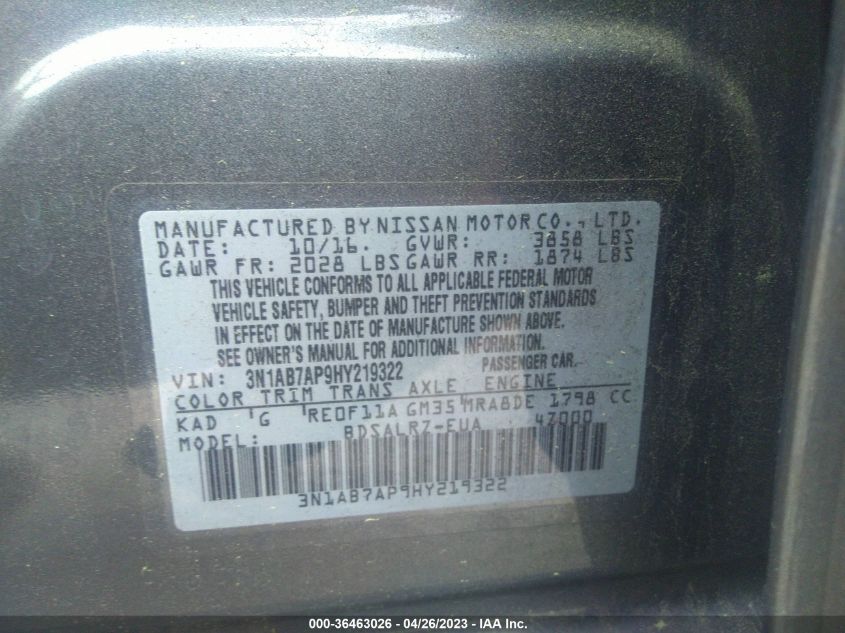 MANUFACTURED BY NISSAN MOTOR CO., LTD.
DATE: 10/16. GVWR: 3858 LBS
GAWR FR: 2028 LBS GAWR RR: 1874 LBS
THIS VEHICLE CONFORMS TO ALL APPLICABLE FEDERAL MOTOR
VEHICLE SAFETY, BUMPER AND THEFT PREVENTION STANDARDS
IN EFFECT ON THE DATE OF MANUFACTURE SHOWN ABOVE.
SEE OWNER'S MANUAL FOR ADDITIONAL INFORMATION.
VIN: 3N1AB7AP9HY219322 PASSENGER CAR.
COLOR TRIM TRANS AXLE ENGINE
KAD G RE0F11A GM35 MRA8DE 1798 CC
MODEL: BDSALRZ-EUA 47000
3N1AB7AP9HY219322
000-36463026 - 04/26/2023 - IAA Inc.